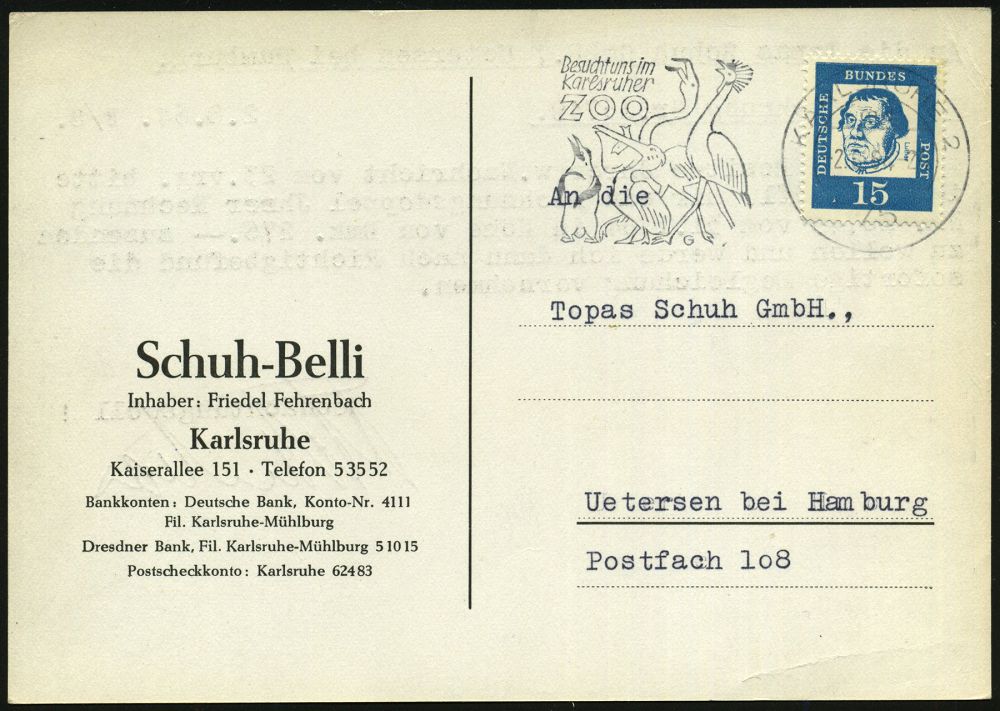 Besucht uns im
Karlsruher
ZOO
DEUTSCHE
BUNDES
POST
15
An die
Topas Schuh GmbH.,
Uetersen bei Hamburg
Postfach lo8
Schuh-Belli
Inhaber: Friedel Fehrenbach
Karlsruhe
Kaiserallee 151 · Telefon 53552
Bankkonten: Deutsche Bank, Konto-Nr. 4111
Fil. Karlsruhe-Mühlburg
Dresdner Bank, Fil. Karlsruhe-Mühlburg 51015
Postscheckkonto: Karlsruhe 62483